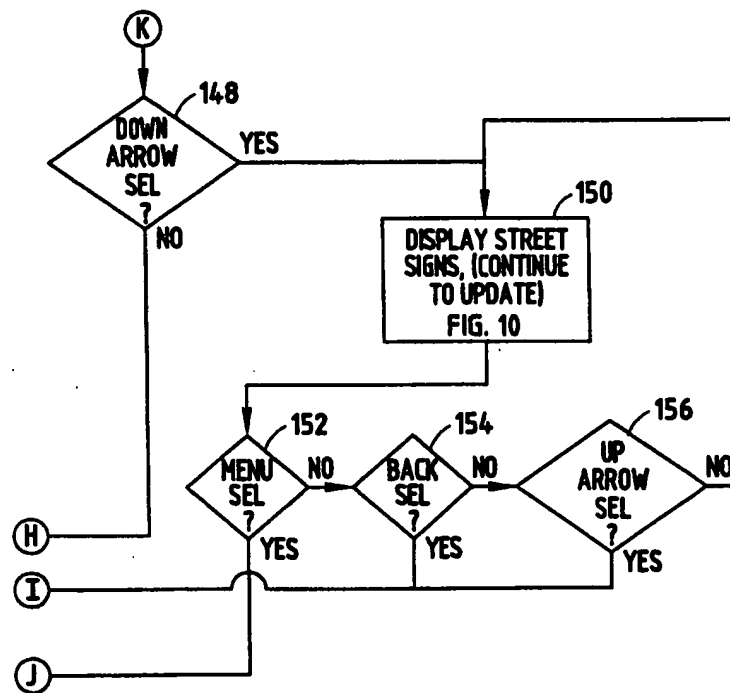 K
148
DOWN
ARROW
SEL
?
YES
NO
150
DISPLAY STREET
SIGNS, (CONTINUE
TO UPDATE)
FIG. 10
152
MENU
SEL
?
NO
YES
154
BACK
SEL
?
NO
YES
156
UP
ARROW
SEL
?
NO
YES
H
I
J